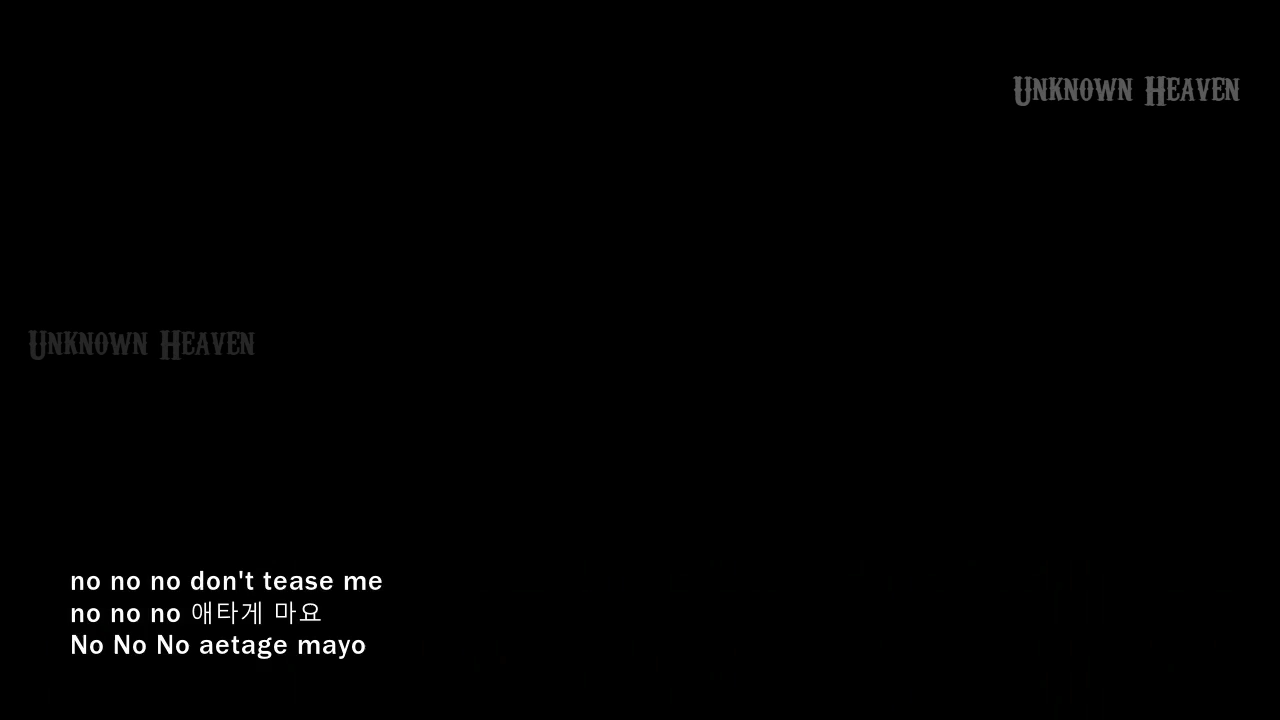 Unknown Heaven
Unknown Heaven
no no no don't tease me
no no no 애타게 마요
No No No aetage mayo